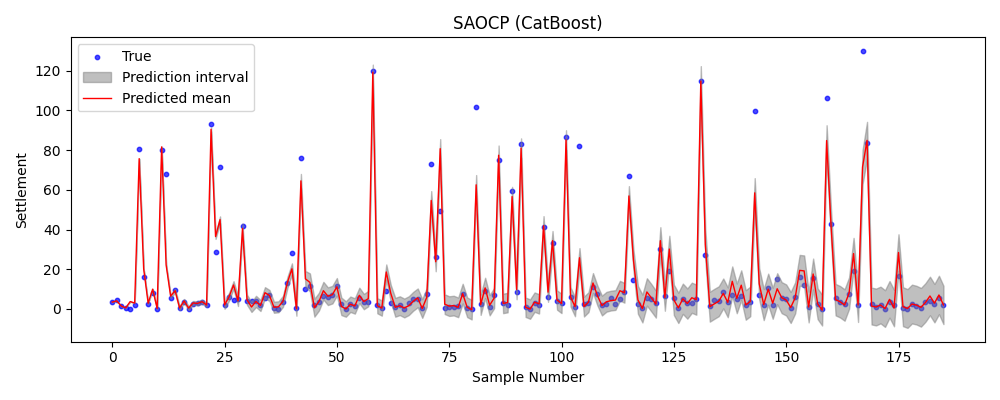 SAOCP (CatBoost)
True
Prediction interval
Predicted mean
Settlement
120
100
80
60
40
20
0
0 25 50 75 100 125 150 175
Sample Number